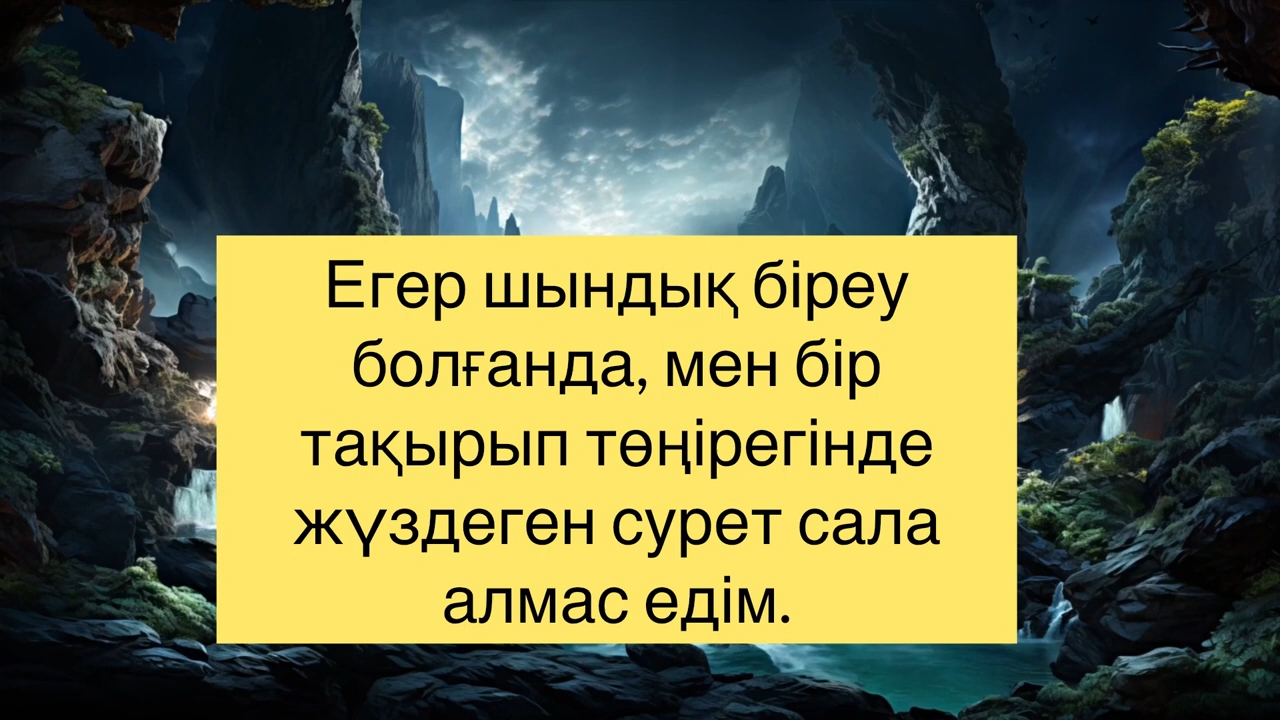 Егер шындық біреу
болғанда, мен бір
тақырып төңірегінде
жүздеген сурет сала
алмас едім.